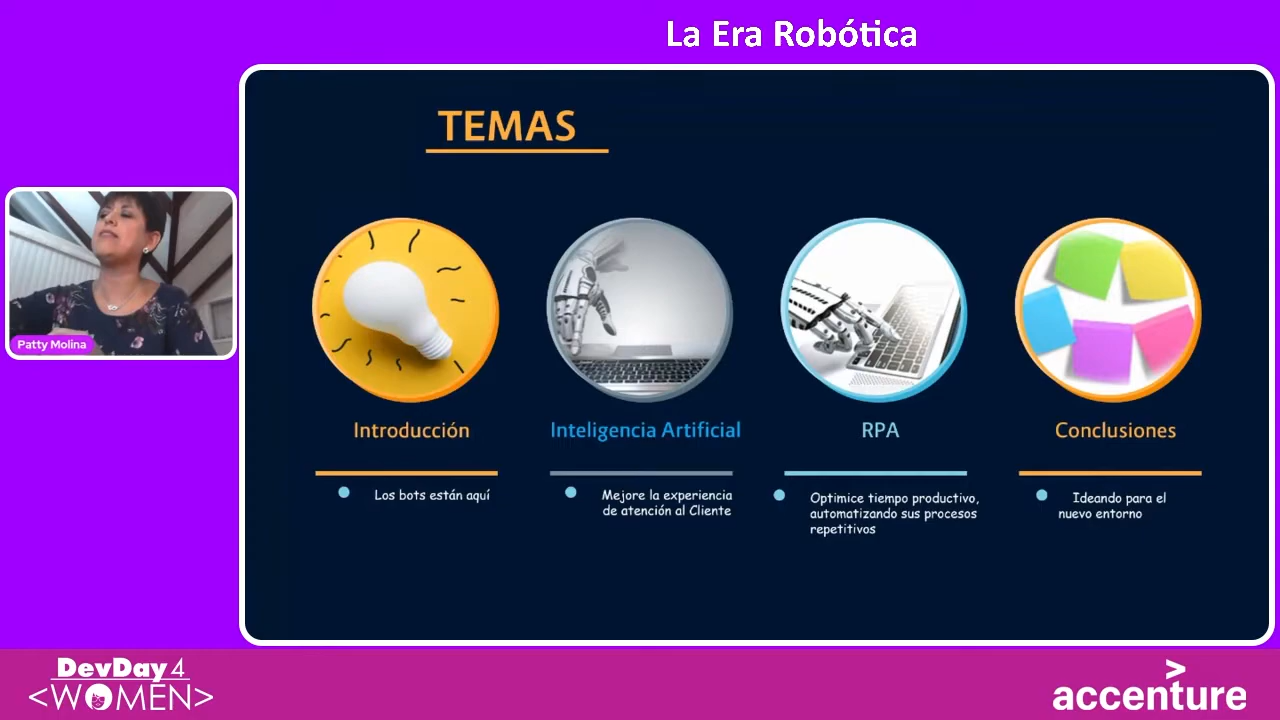 La Era Robótica
TEMAS
Patty Molina
Introducción
Inteligencia Artificial
RPA
Conclusiones
Los bots están aquí
Mejore la experiencia
de atención al Cliente
Optimice tiempo productivo,
automatizando sus procesos
repetitivos
Ideando para el
nuevo entorno
DevDay 4
<WOMEN>
>
accenture